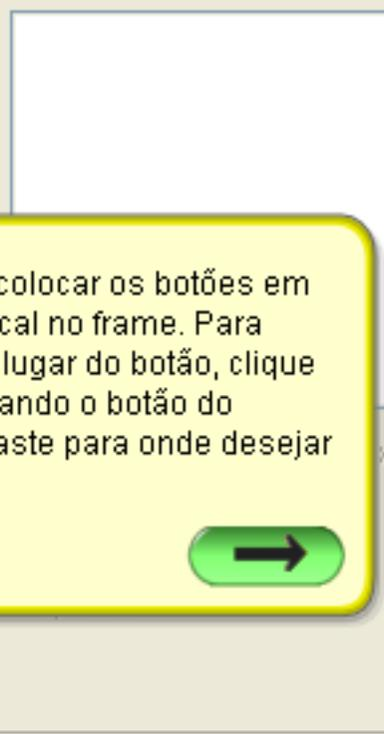 colocar os botões em
cal no frame. Para
lugar do botão, clique
ando o botão do
aste para onde desejar